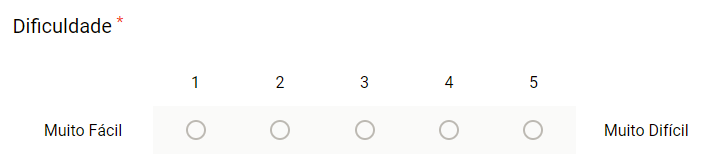 Dificuldade *
1 2 3 4 5
Muito Fácil Muito Difícil